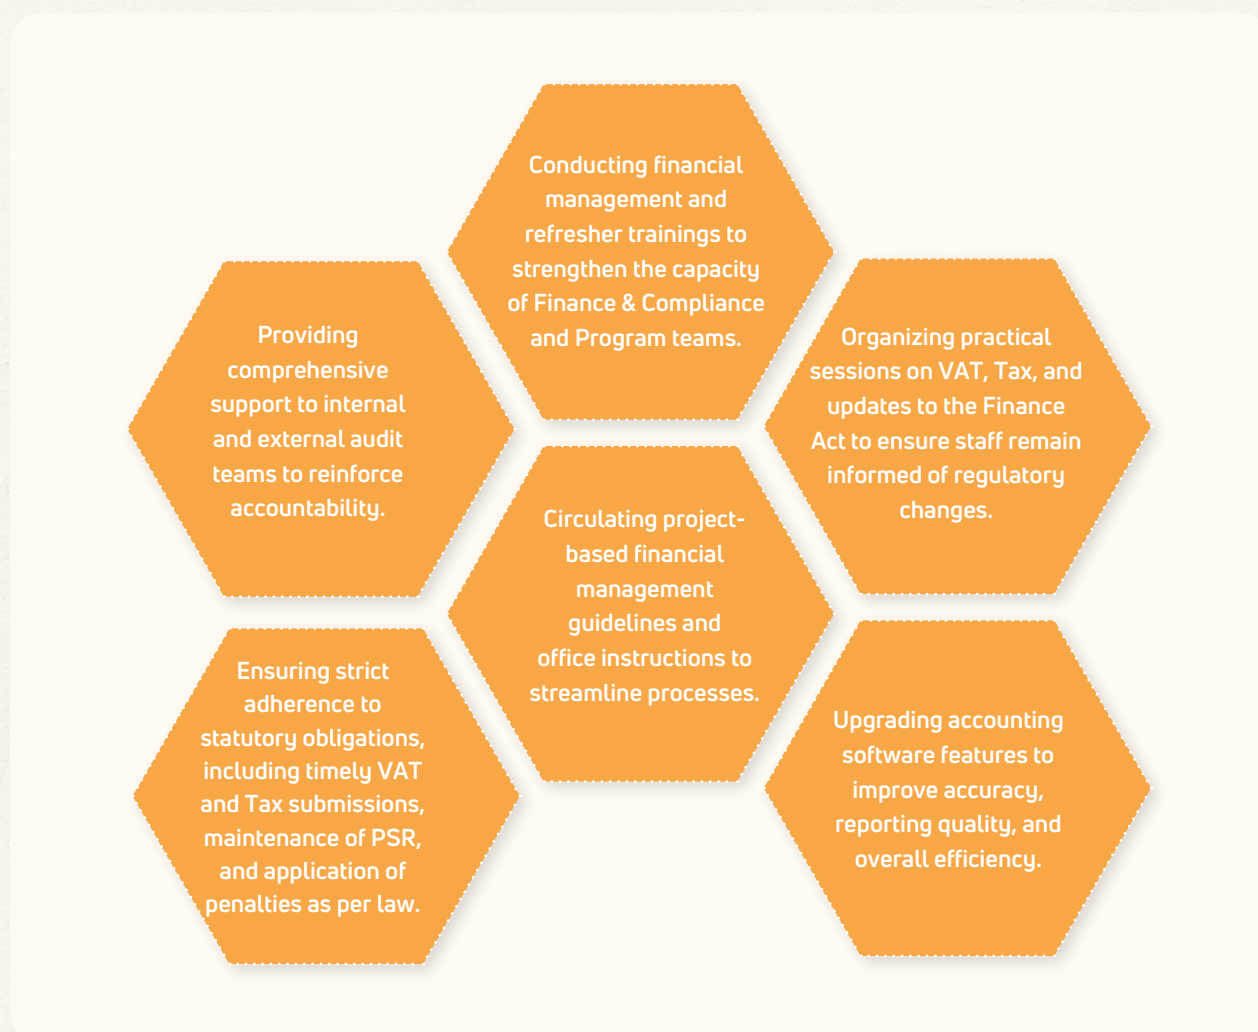 Conducting financial
management and
refresher trainings to
strengthen the capacity
of Finance & Compliance
and Program teams.
Providing
comprehensive
support to internal
and external audit
teams to reinforce
accountability.
Organizing practical
sessions on VAT, Tax, and
updates to the Finance
Act to ensure staff remain
informed of regulatory
changes.
Circulating project-
based financial
management
guidelines and
office instructions to
streamline processes.
Ensuring strict
adherence to
statutory obligations,
including timely VAT
and Tax submissions,
maintenance of PSR,
and application of
penalties as per law.
Upgrading accounting
software features to
improve accuracy,
reporting quality, and
overall efficiency.